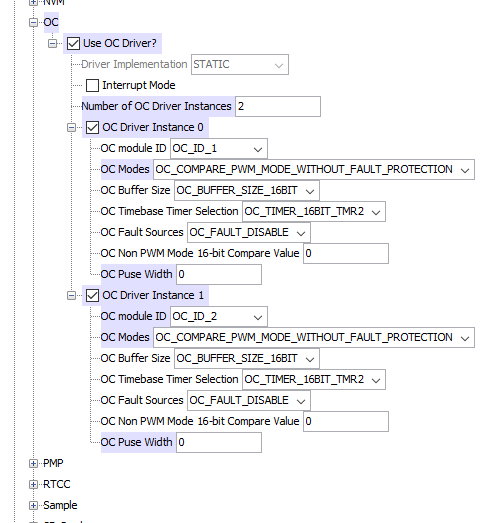 NVM
OC
Use OC Driver?
Driver Implementation STATIC
Interrupt Mode
Number of OC Driver Instances 2
OC Driver Instance 0
OC module ID OC_ID_1
OC Modes OC_COMPARE_PWM_MODE_WITHOUT_FAULT_PROTECTION
OC Buffer Size OC_BUFFER_SIZE_16BIT
OC Timebase Timer Selection OC_TIMER_16BIT_TMR2
OC Fault Sources OC_FAULT_DISABLE
OC Non PWM Mode 16-bit Compare Value 0
OC Puse Width 0
OC Driver Instance 1
OC module ID OC_ID_2
OC Modes OC_COMPARE_PWM_MODE_WITHOUT_FAULT_PROTECTION
OC Buffer Size OC_BUFFER_SIZE_16BIT
OC Timebase Timer Selection OC_TIMER_16BIT_TMR2
OC Fault Sources OC_FAULT_DISABLE
OC Non PWM Mode 16-bit Compare Value 0
OC Puse Width 0
PMP
RTCC
Sample